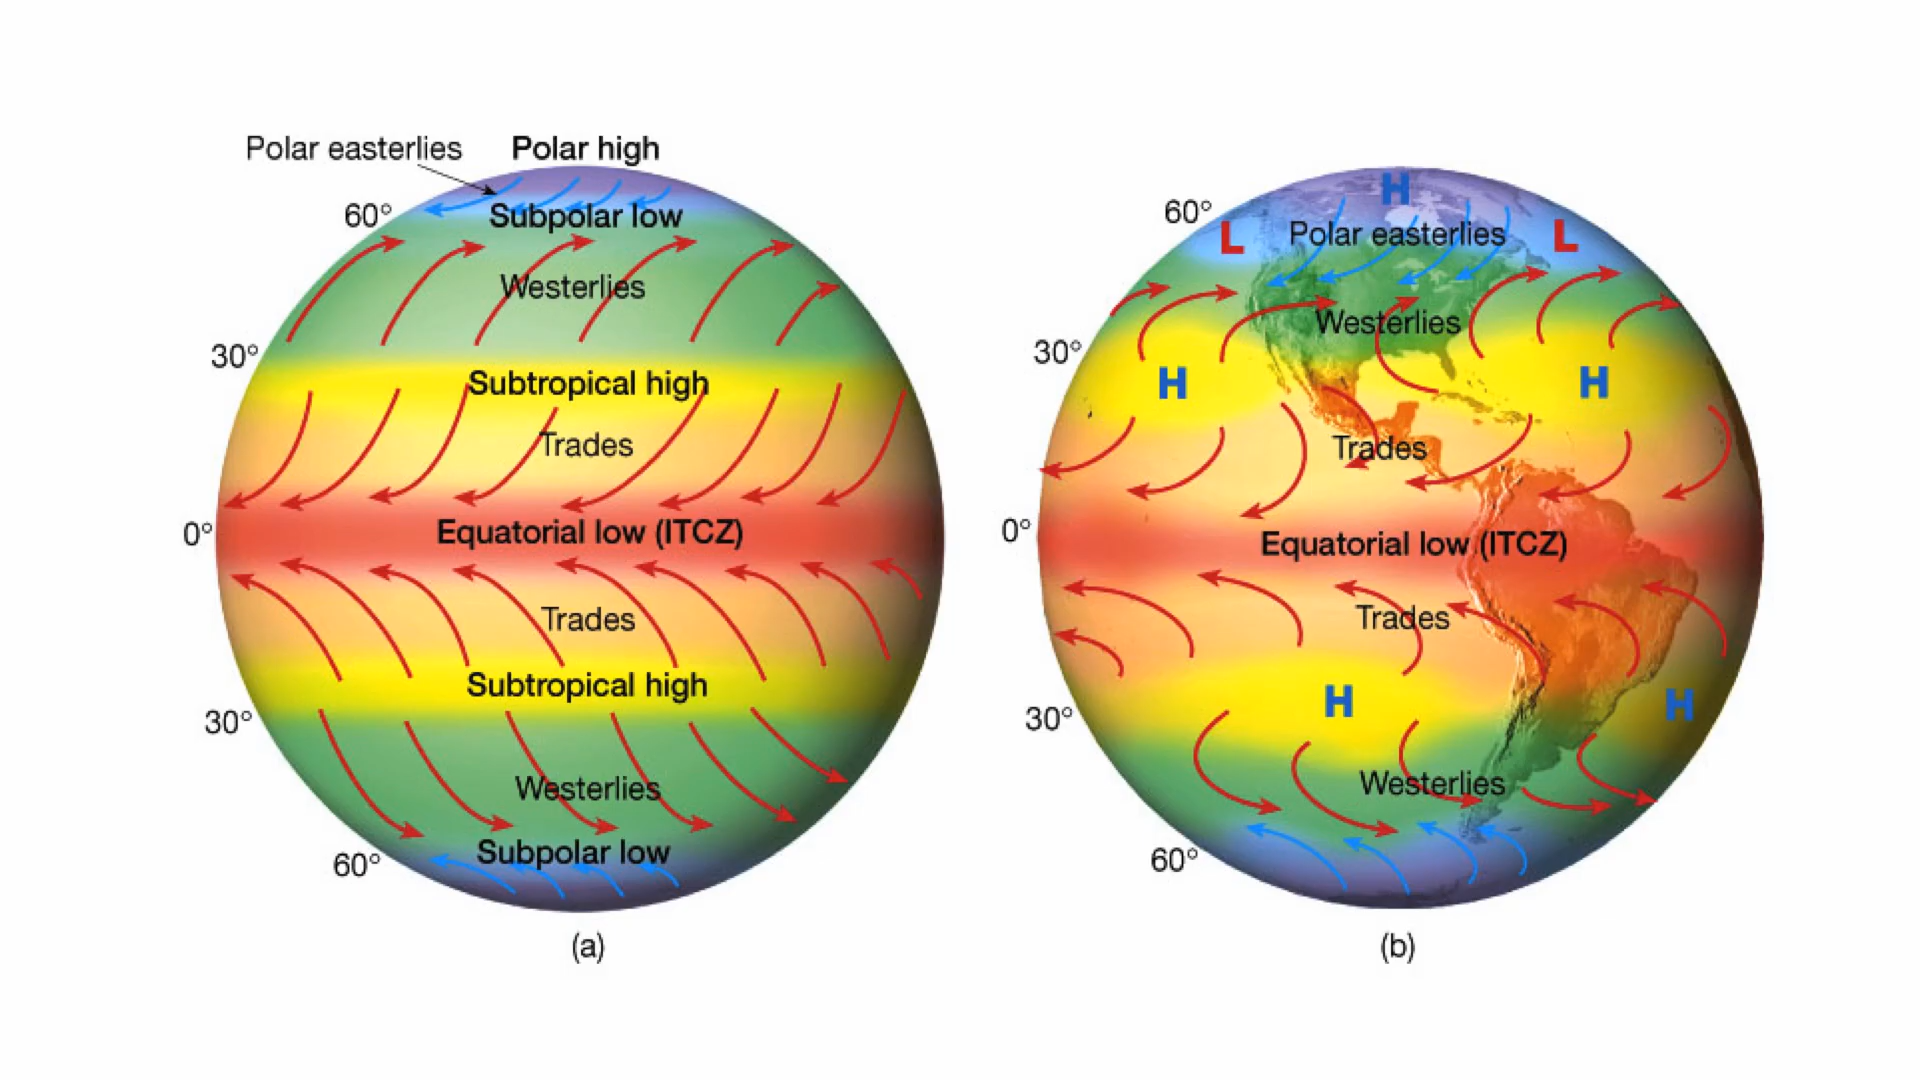 Polar easterlies
Polar high
60°
Subpolar low
Westerlies
30°
Subtropical high
Trades
0°
Equatorial low (ITCZ)
Trades
Subtropical high
30°
Westerlies
Subpolar low
60°
(a)
H
60°
L
Polar easterlies
L
Westerlies
30°
H
H
Trades
0°
Equatorial low (ITCZ)
Trades
H
H
30°
Westerlies
60°
(b)